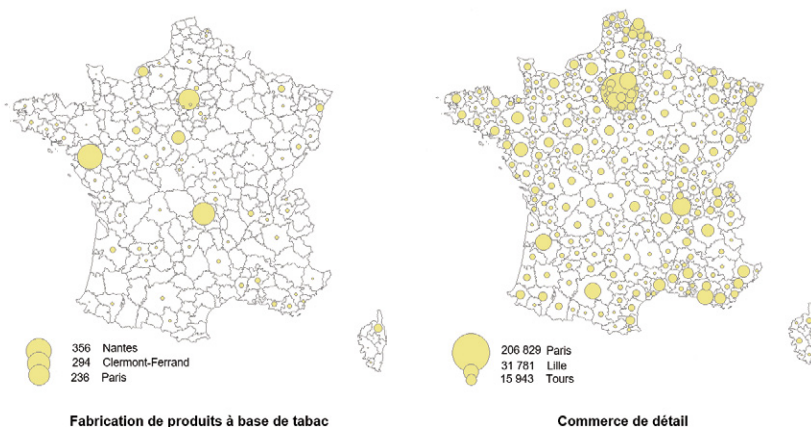 356 Nantes
294 Clermont-Ferrand
236 Paris
Fabrication de produits à base de tabac
206 829 Paris
31 781 Lille
15 943 Tours
Commerce de détail